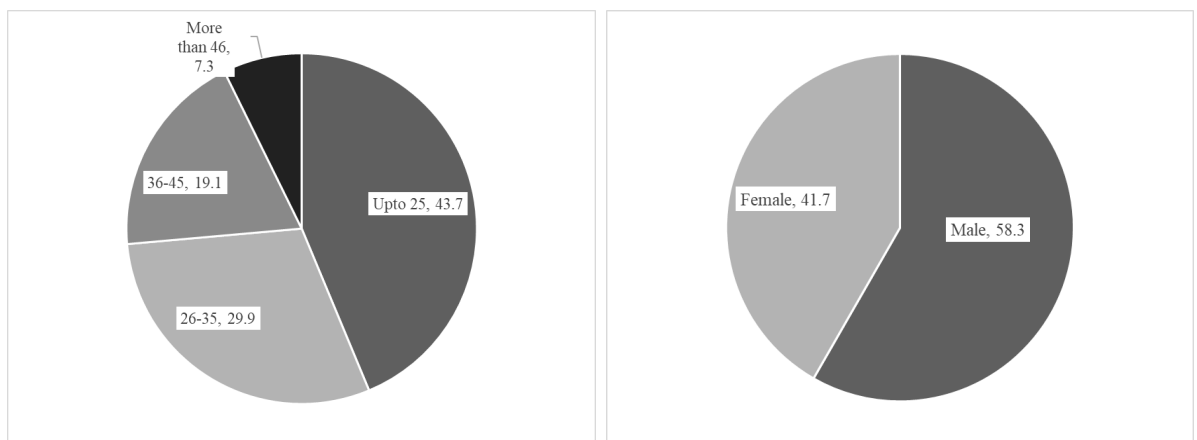 More
than 46,
7.3
36-45, 19.1
Upto 25, 43.7
26-35, 29.9
Female, 41.7
Male, 58.3